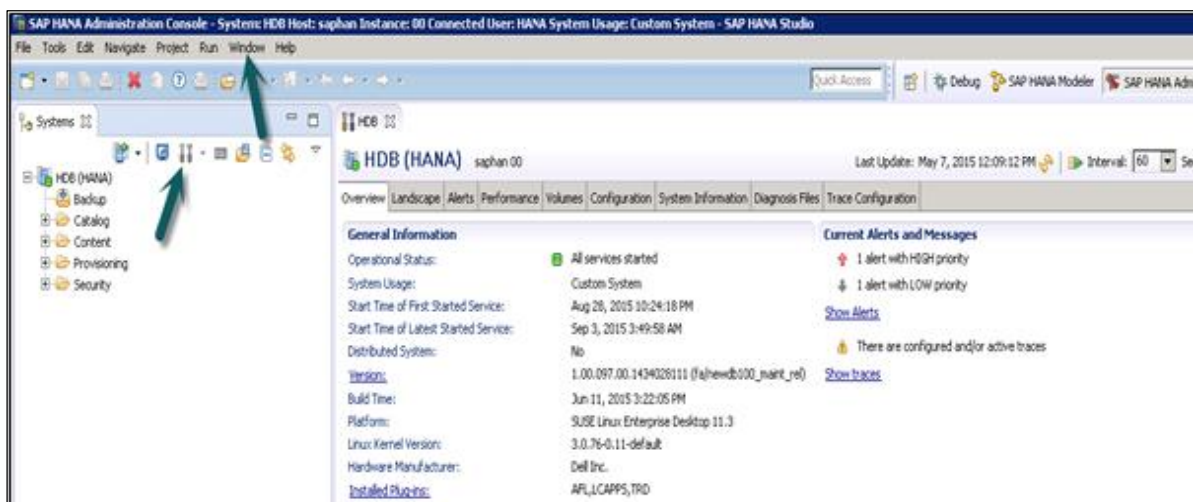 SAP HANA Administration Console - System: HDB Host: saphan Instance: 00 Connected User: HANA System Usage: Custom System - SAP HANA Studio
File Tools Edit Navigate Project Run Window Help
Quick Access Debug SAP HANA Modeler SAP HANA Adm
Systems HDB
HDB (HANA) saphan 00 Last Update: May 7, 2015 12:09:12 PM Interval: 60 Se
HDB (HANA)
Backup
Catalog
Content
Provisioning
Security
Overview Landscape Alerts Performance Volumes Configuration System Information Diagnosis Files Trace Configuration
General Information
Operational Status: All services started
System Usage: Custom System
Start Time of First Started Service: Aug 28, 2015 10:24:18 PM
Start Time of Latest Started Service: Sep 3, 2015 3:49:58 AM
Distributed System: No
Version: 1.00.097.00.1434028111 (fa/newdb100_maint_rel)
Build Time: Jun 11, 2015 3:22:05 PM
Platform: SUSE Linux Enterprise Desktop 11.3
Linux Kernel Version: 3.0.76-0.11-default
Hardware Manufacturer: Dell Inc.
Installed Plug-ins: AFL,LCAPPS,TRD
Current Alerts and Messages
1 alert with HIGH priority
1 alert with LOW priority
Show Alerts
There are configured and/or active traces
Show traces